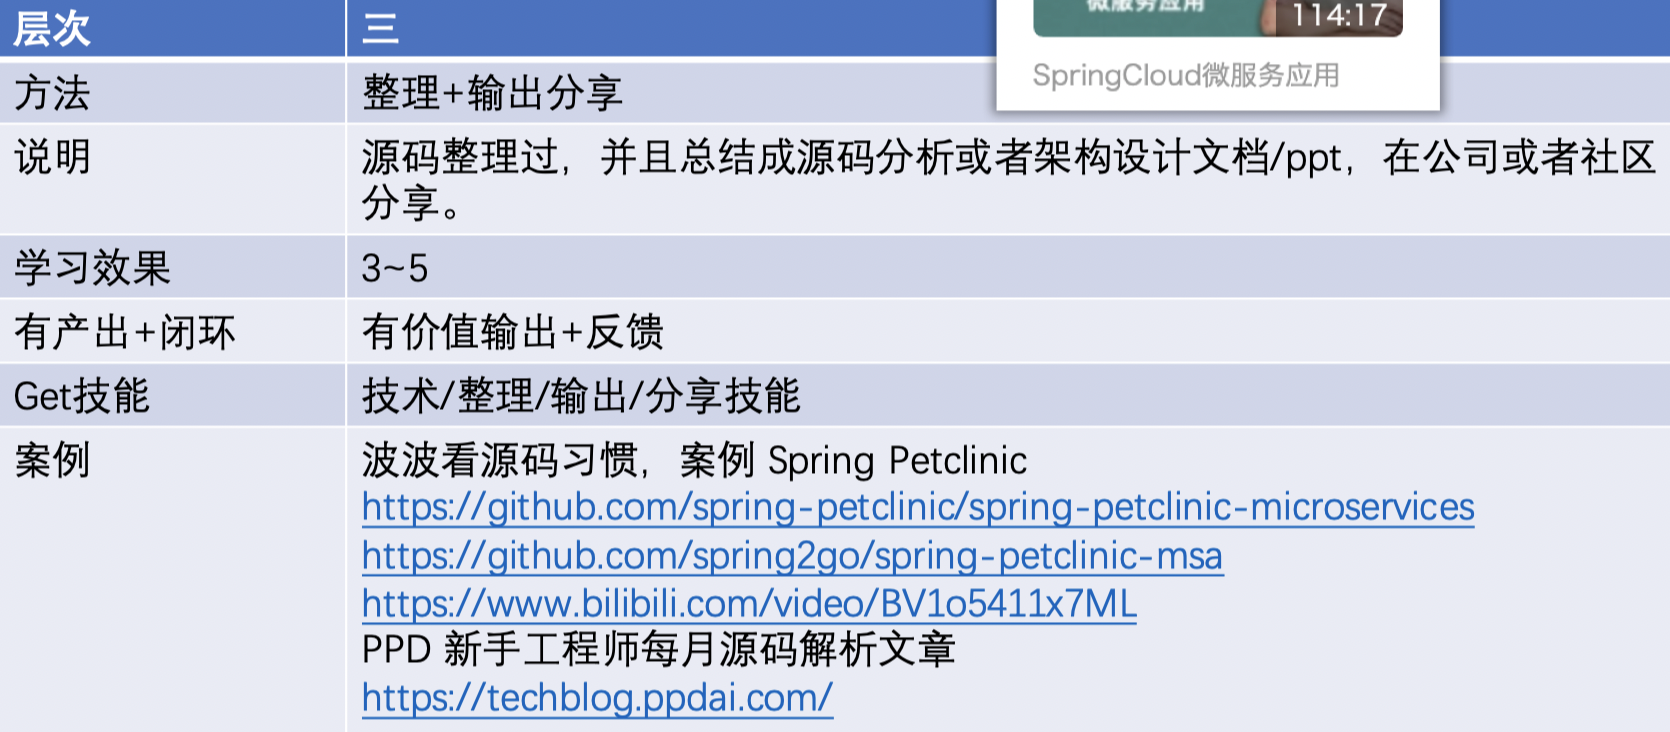 层次
三
微服务应用
114:17
SpringCloud微服务应用
方法
整理+输出分享
说明
源码整理过，并且总结成源码分析或者架构设计文档/ppt，在公司或者社区
分享。
学习效果
3~5
有产出+闭环
有价值输出+反馈
Get技能
技术/整理/输出/分享技能
案例
波波看源码习惯，案例 Spring Petclinic
https://github.com/spring-petclinic/spring-petclinic-microservices
https://github.com/spring2go/spring-petclinic-msa
https://www.bilibili.com/video/BV1o5411x7ML
PPD 新手工程师每月源码解析文章
https://techblog.ppdai.com/